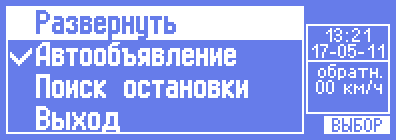 Развернуть
Автообъявление
Поиск остановки
Выход
13:21
17-05-11
обратн.
00 км/ч
ВЫБОР